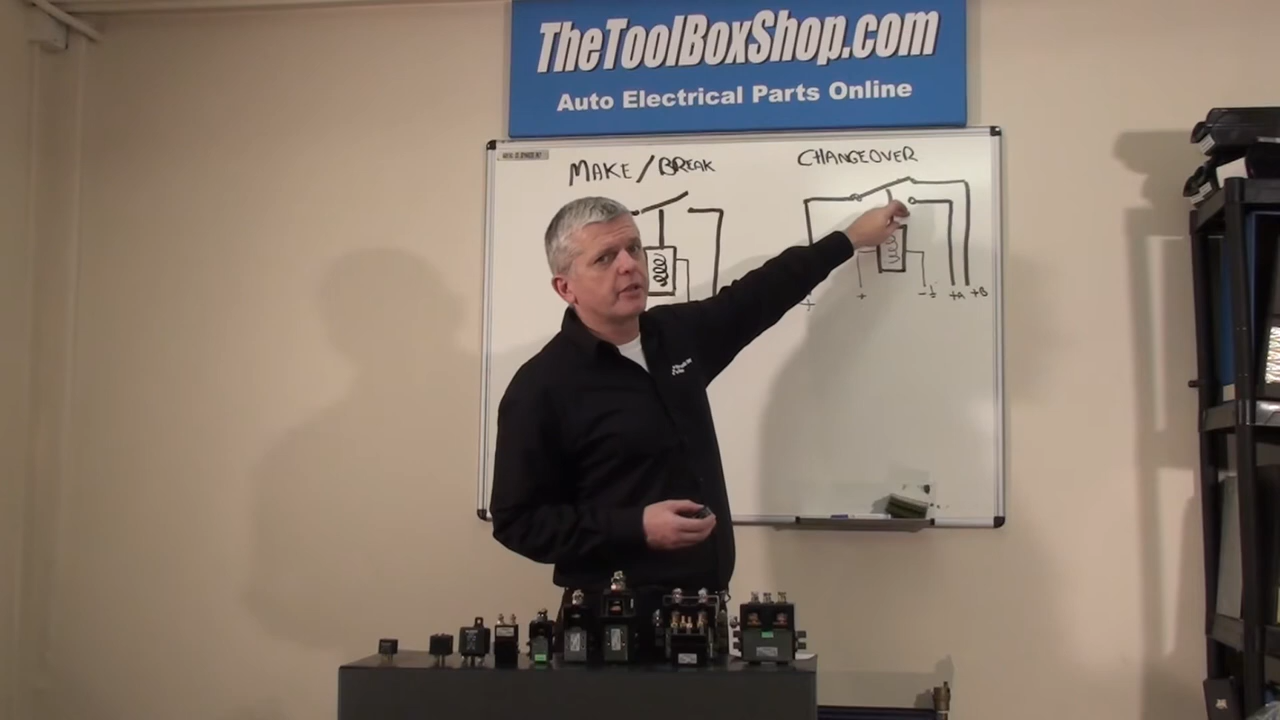 TheToolBoxShop.com
Auto Electrical Parts Online
MAKE/BREAK
CHANGEOVER
+ + - +A +B